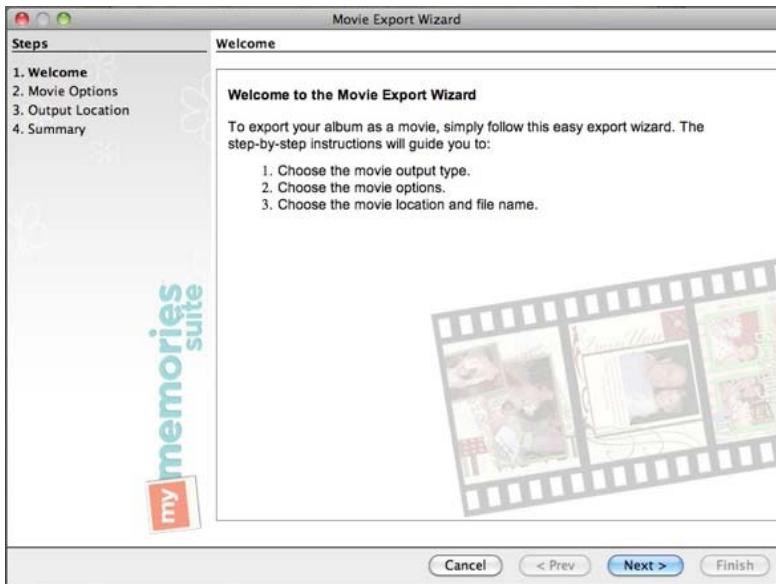 Movie Export Wizard
Steps
1. Welcome
2. Movie Options
3. Output Location
4. Summary
my memories
suite
Welcome
Welcome to the Movie Export Wizard
To export your album as a movie, simply follow this easy export wizard. The
step-by-step instructions will guide you to:
1. Choose the movie output type.
2. Choose the movie options.
3. Choose the movie location and file name.
Cancel
< Prev
Next >
Finish